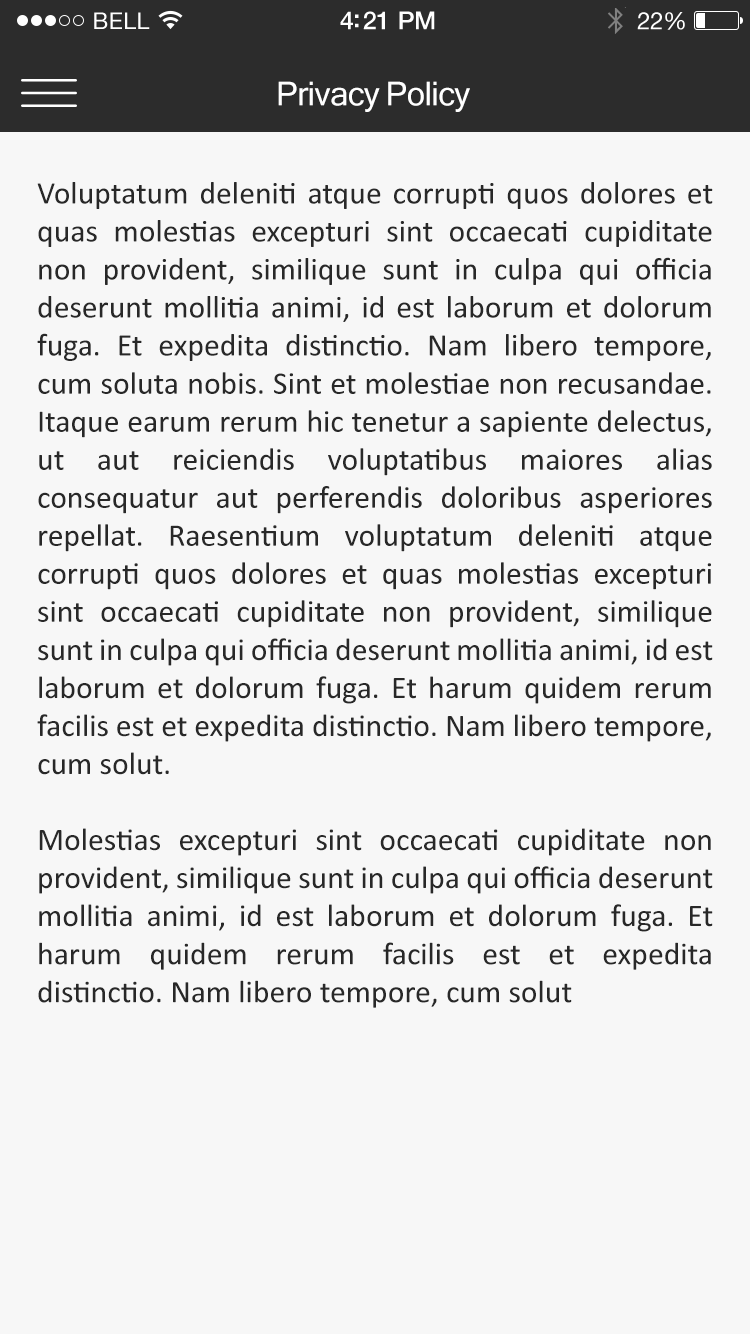 BELL 4:21 PM 22%
Privacy Policy
Voluptatum deleniti atque corrupti quos dolores et
quas molestias excepturi sint occaecati cupiditate
non provident, similique sunt in culpa qui officia
deserunt mollitia animi, id est laborum et dolorum
fuga. Et expedita distinctio. Nam libero tempore,
cum soluta nobis. Sint et molestiae non recusandae.
Itaque earum rerum hic tenetur a sapiente delectus,
ut aut reiciendis voluptatibus maiores alias
consequatur aut perferendis doloribus asperiores
repellat. Raesentium voluptatum deleniti atque
corrupti quos dolores et quas molestias excepturi
sint occaecati cupiditate non provident, similique
sunt in culpa qui officia deserunt mollitia animi, id est
laborum et dolorum fuga. Et harum quidem rerum
facilis est et expedita distinctio. Nam libero tempore,
cum solut.
Molestias excepturi sint occaecati cupiditate non
provident, similique sunt in culpa qui officia deserunt
mollitia animi, id est laborum et dolorum fuga. Et
harum quidem rerum facilis est et expedita
distinctio. Nam libero tempore, cum solut